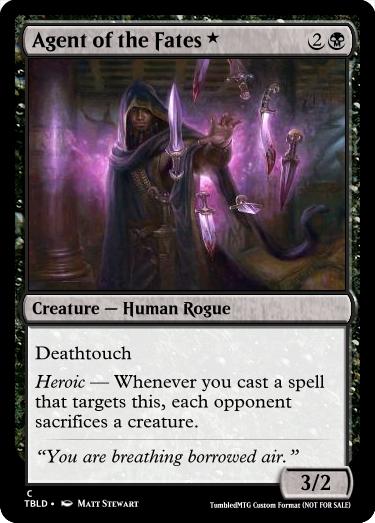 Agent of the Fates ★ 2
Creature — Human Rogue
Deathtouch
Heroic — Whenever you cast a spell
that targets this, each opponent
sacrifices a creature.
“You are breathing borrowed air.”
3/2
C
TBLD • Matt Stewart
TumbledMTG Custom Format (NOT FOR SALE)